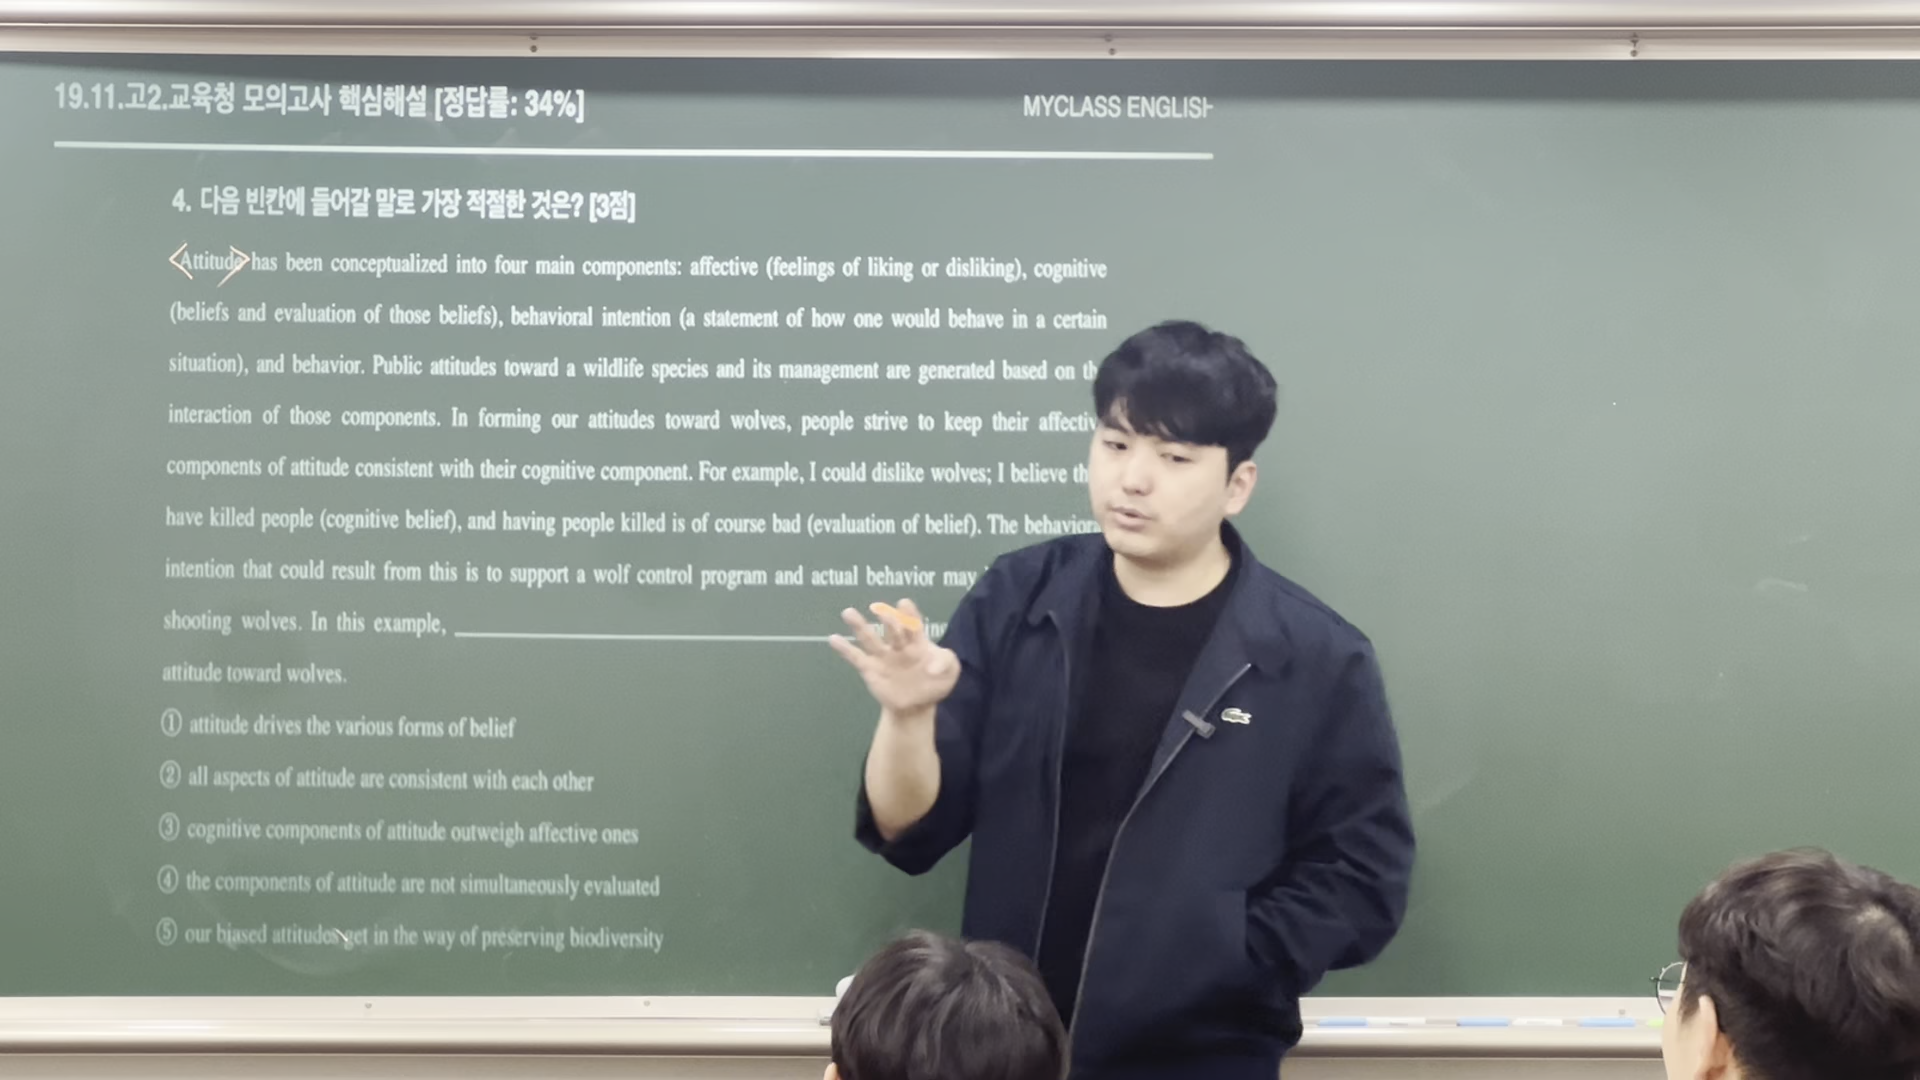 19.11.고2.교육청 모의고사 핵심해설 [정답률: 34%]
MYCLASS ENGLISH
4. 다음 빈칸에 들어갈 말로 가장 적절한 것은? [3점]
Attitude has been conceptualized into four main components: affective (feelings of liking or disliking), cognitive
(beliefs and evaluation of those beliefs), behavioral intention (a statement of how one would behave in a certain
situation), and behavior. Public attitudes toward a wildlife species and its management are generated based on
interaction of those components. In forming our attitudes toward wolves, people strive to keep their
components of attitude consistent with their cognitive component. For example, I could dislike wolves; I believe
have killed people (cognitive belief), and having people killed is of course bad (evaluation of belief). The
intention that could result from this is to support a wolf control program and actual behavior may
shooting wolves. In this example,
attitude toward wolves.
① attitude drives the various forms of belief
② all aspects of attitude are consistent with each other
③ cognitive components of attitude outweigh affective ones
④ the components of attitude are not simultaneously evaluated
⑤ our biased attitudes get in the way of preserving biodiversity